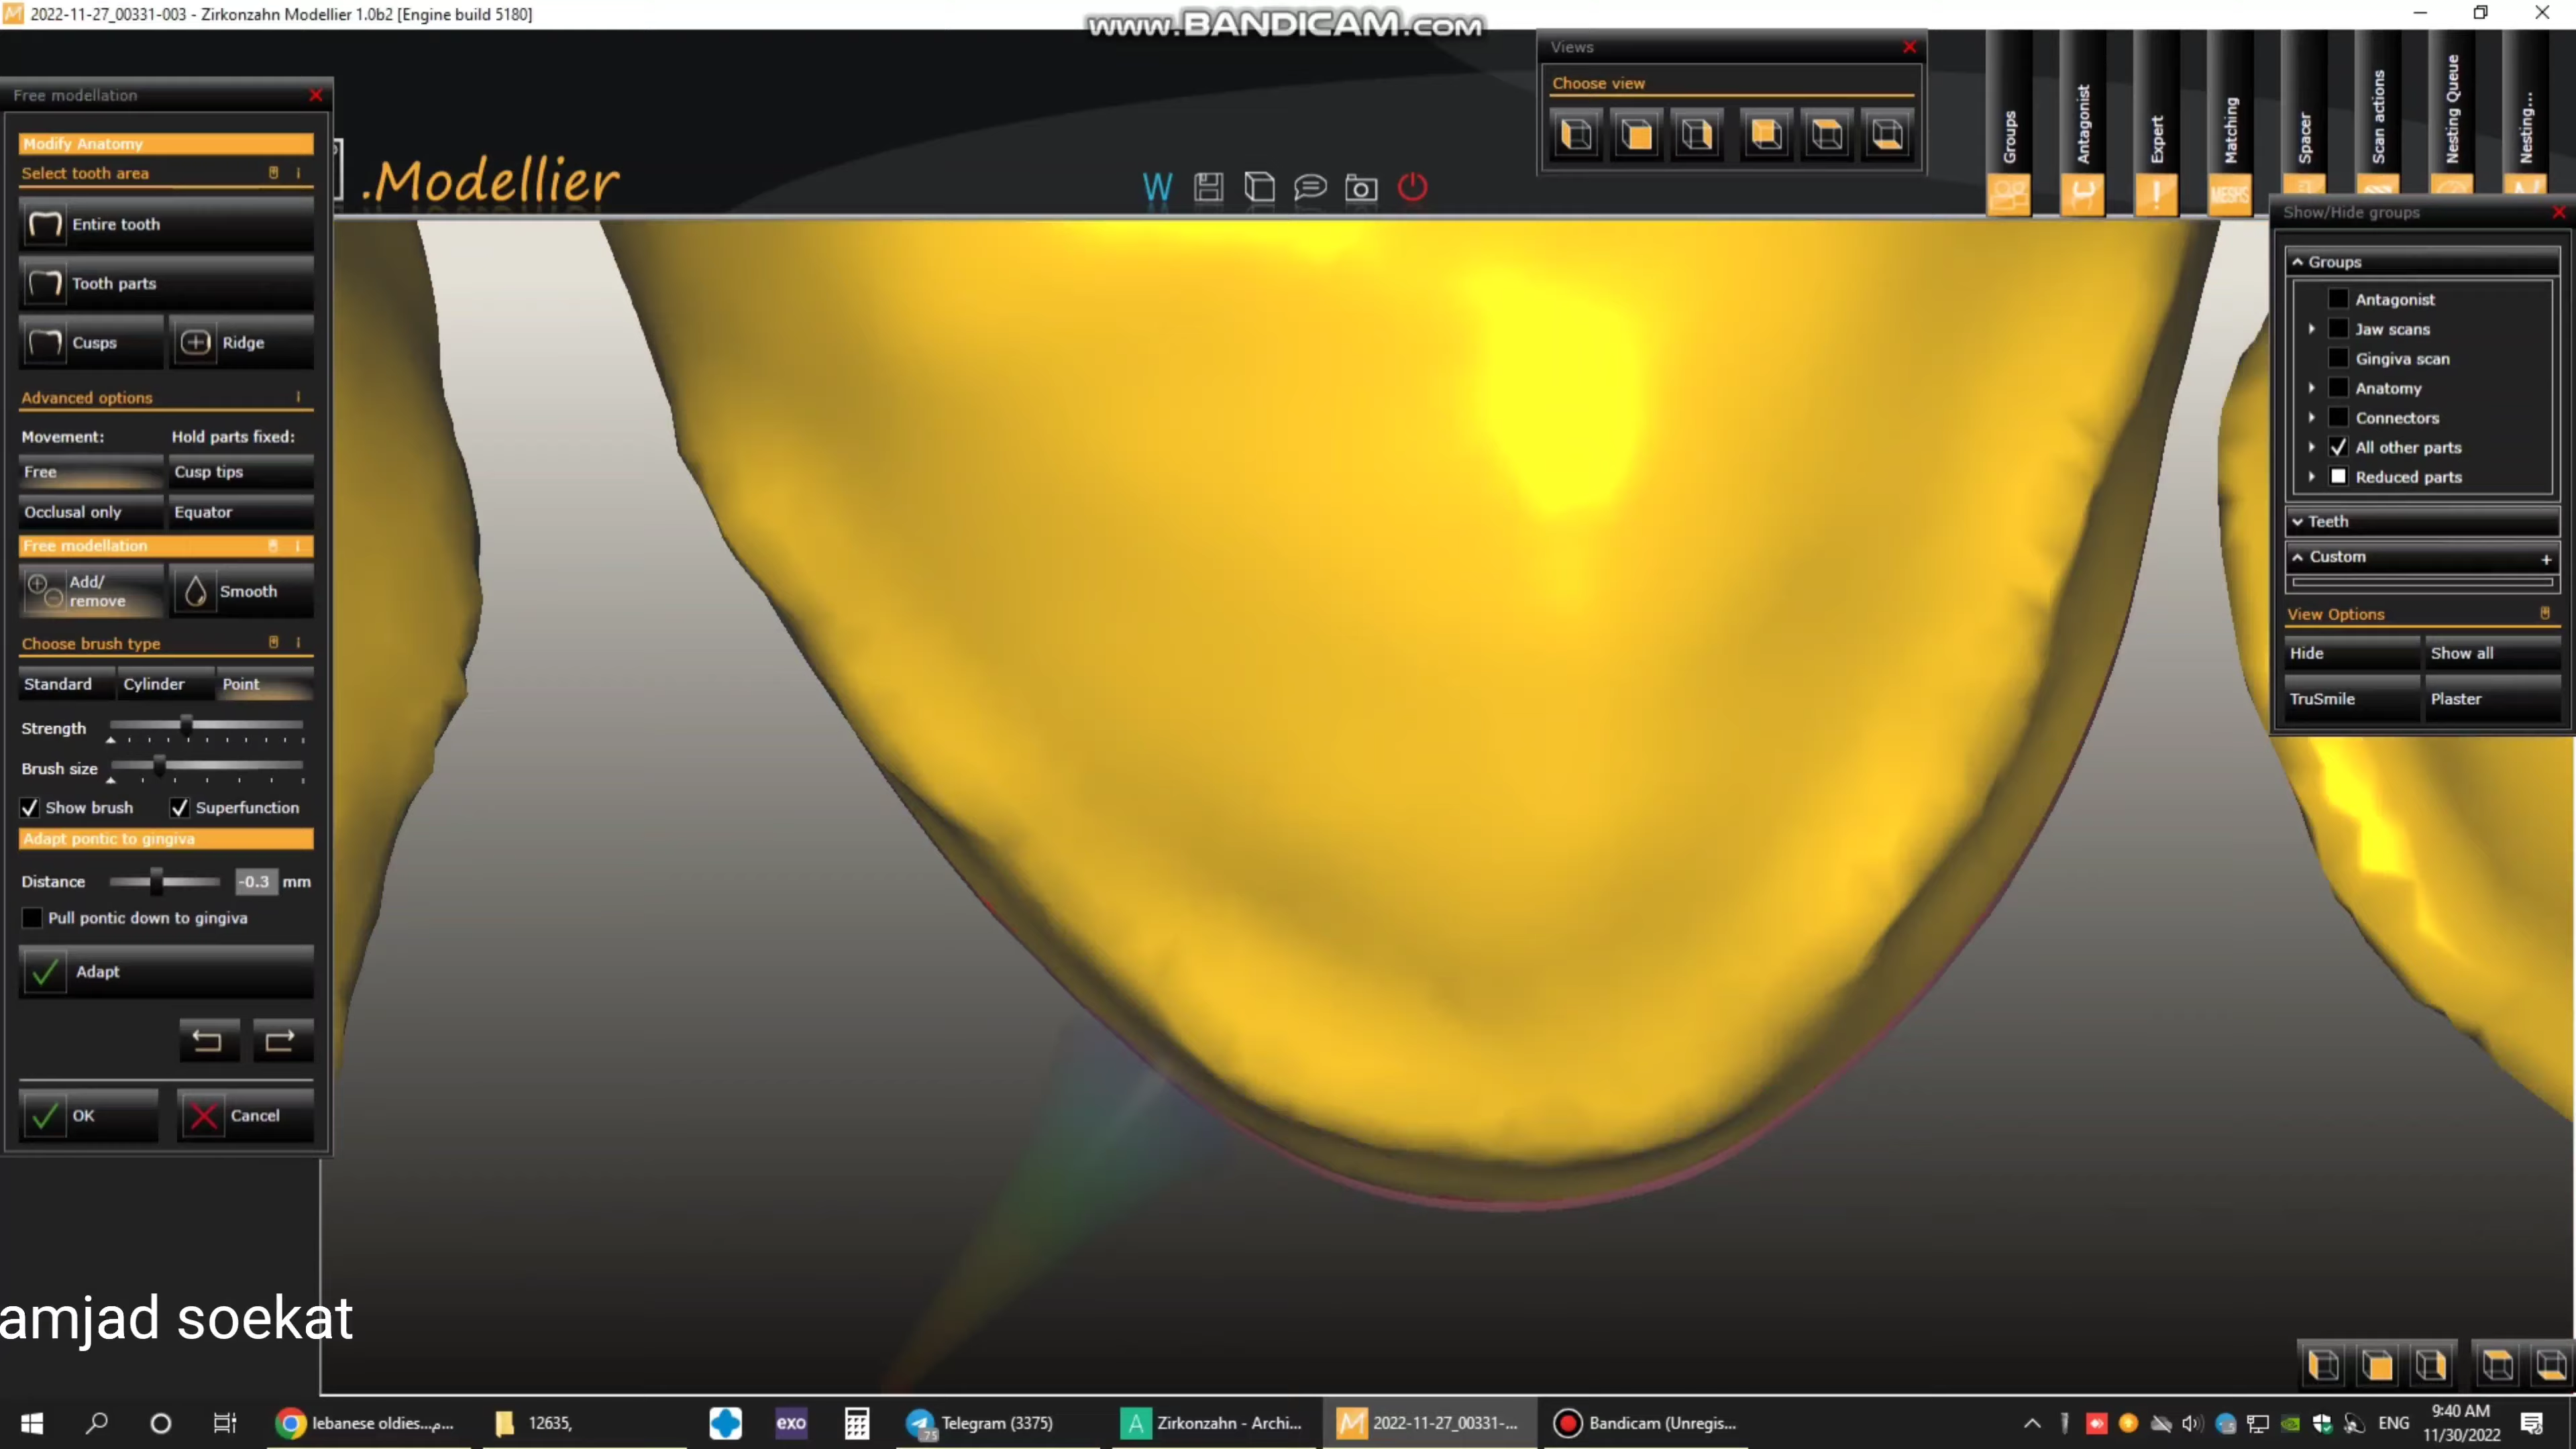 2022-11-27_00331-003 - Zirkonzahn Modellier 1.0b2 [Engine build 5180]
www.BANDICAM.com
Free modellation
Modify Anatomy
Select tooth area
Entire tooth
Tooth parts
Cusps
Ridge
Advanced options
Movement:
Hold parts fixed:
Free
Cusp tips
Occlusal only
Equator
Free modellation
Add/
remove
Smooth
Choose brush type
Standard
Cylinder
Point
Strength
Brush size
Show brush
Superfunction
Adapt pontic to gingiva
Distance
-0.3
mm
Pull pontic down to gingiva
Adapt
OK
Cancel
.Modellier
W
Views
Choose view
Groups
Antagonist
Expert
Matching
Spacer
Scan actions
Nesting Queue
Nesting...
MESHS
Show/Hide groups
Groups
Antagonist
Jaw scans
Gingiva scan
Anatomy
Connectors
All other parts
Reduced parts
Teeth
Custom
+
View Options
Hide
Show all
TruSmile
Plaster
amjad soekat
lebanese oldies...م,...
12635,
exo
75
Telegram (3375)
A
Zirkonzahn - Archi...
M
2022-11-27_00331-...
Bandicam (Unregis...
ENG
9:40 AM
11/30/2022